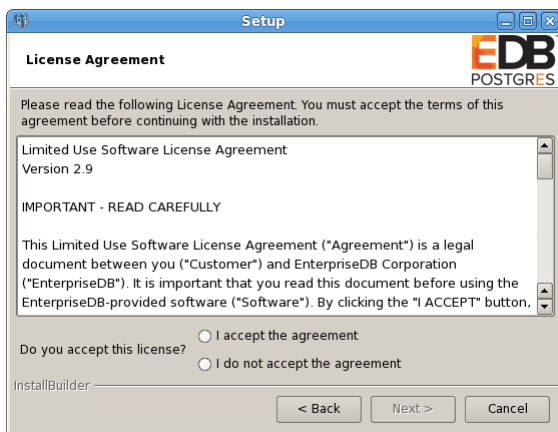 Setup
License Agreement
EDB
POSTGRES
Please read the following License Agreement. You must accept the terms of this
agreement before continuing with the installation.
Limited Use Software License Agreement
Version 2.9
IMPORTANT - READ CAREFULLY
This Limited Use Software License Agreement ("Agreement") is a legal
document between you ("Customer") and EnterpriseDB Corporation
("EnterpriseDB"). It is important that you read this document before using the
EnterpriseDB-provided software ("Software"). By clicking the "I ACCEPT" button,
Do you accept this license?
I accept the agreement
I do not accept the agreement
InstallBuilder
< Back
Next >
Cancel